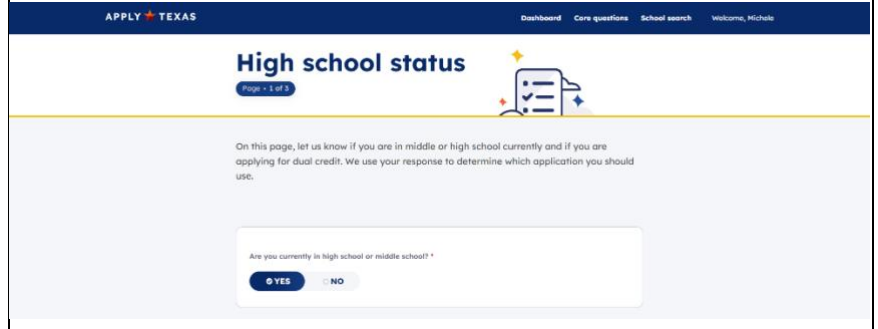 APPLY TEXAS
Dashboard Core questions School search Welcome, Michele
High school status
Page • 1 of 3
On this page, let us know if you are in middle or high school currently and if you are
applying for dual credit. We use your response to determine which application you should
use.
Are you currently in high school or middle school? *
YES NO